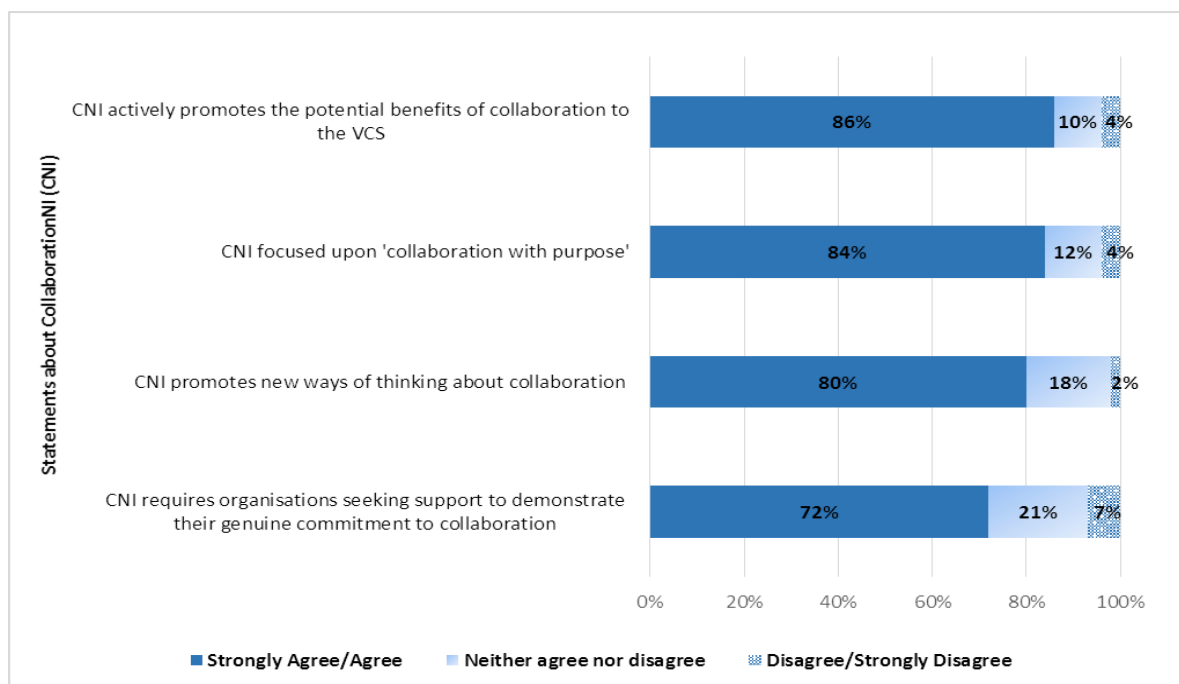 Statements about CollaborationNI (CNI)
CNI actively promotes the potential benefits of collaboration to
the VCS
86%
10%
4%
CNI focused upon 'collaboration with purpose'
84%
12%
4%
CNI promotes new ways of thinking about collaboration
80%
18%
2%
CNI requires organisations seeking support to demonstrate
their genuine commitment to collaboration
72%
21%
7%
0% 20% 40% 60% 80% 100%
Strongly Agree/Agree Neither agree nor disagree Disagree/Strongly Disagree